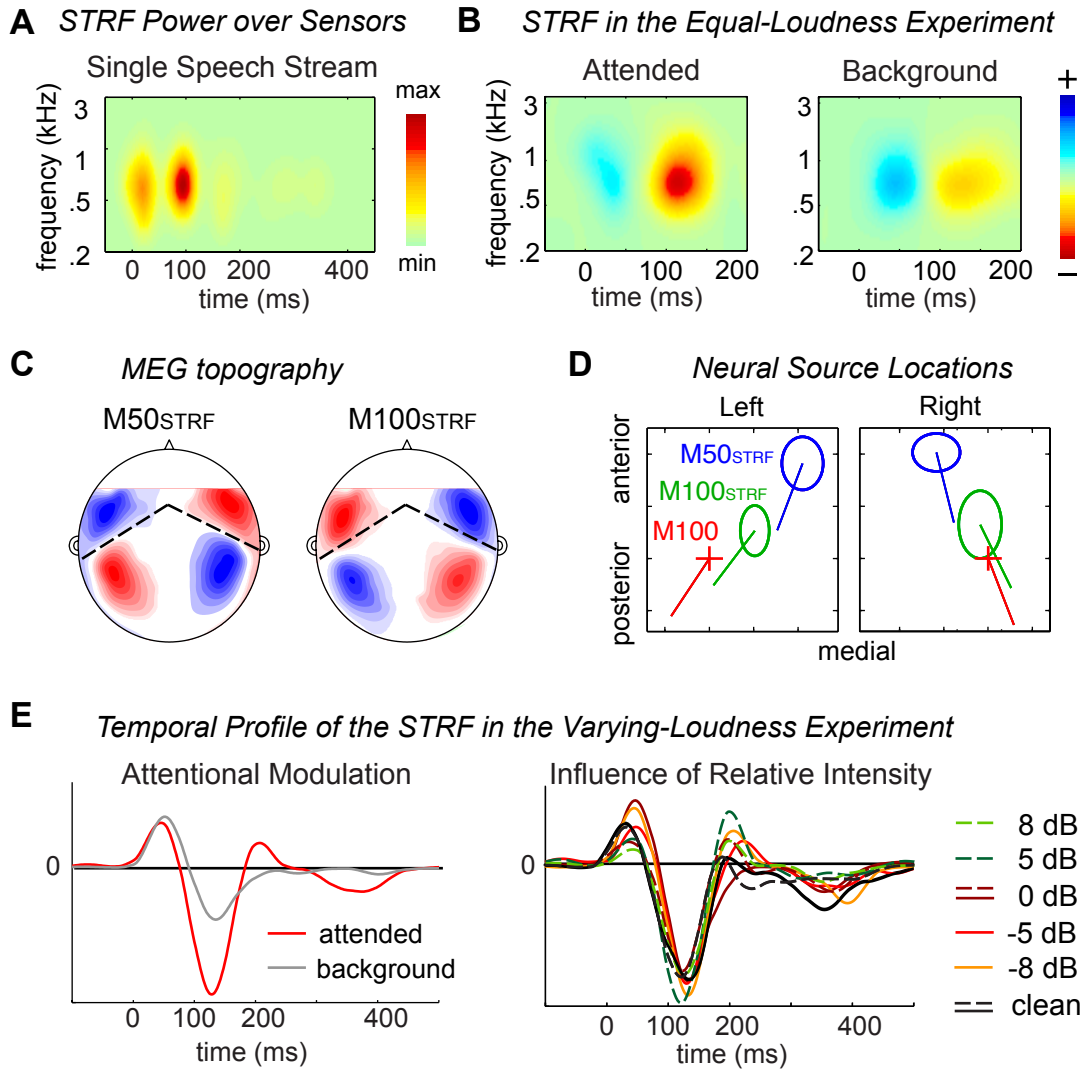 A STRF Power over Sensors
Single Speech Stream
frequency (kHz)
3
1
.5
.2
0 100 200 400
time (ms)
max
min
B STRF in the Equal-Loudness Experiment
Attended
Background
frequency (kHz)
3
1
.5
.2
0 100 200
time (ms)
3
1
.5
.2
0 100 200
time (ms)
+
−
C MEG topography
M50STRF
M100STRF
D Neural Source Locations
Left
Right
anterior
posterior
M50STRF
M100STRF
M100
medial
E Temporal Profile of the STRF in the Varying-Loudness Experiment
Attentional Modulation
0
attended
background
0 100 200 400
time (ms)
Influence of Relative Intensity
0
0 100 200 400
time (ms)
8 dB
5 dB
0 dB
-5 dB
-8 dB
clean